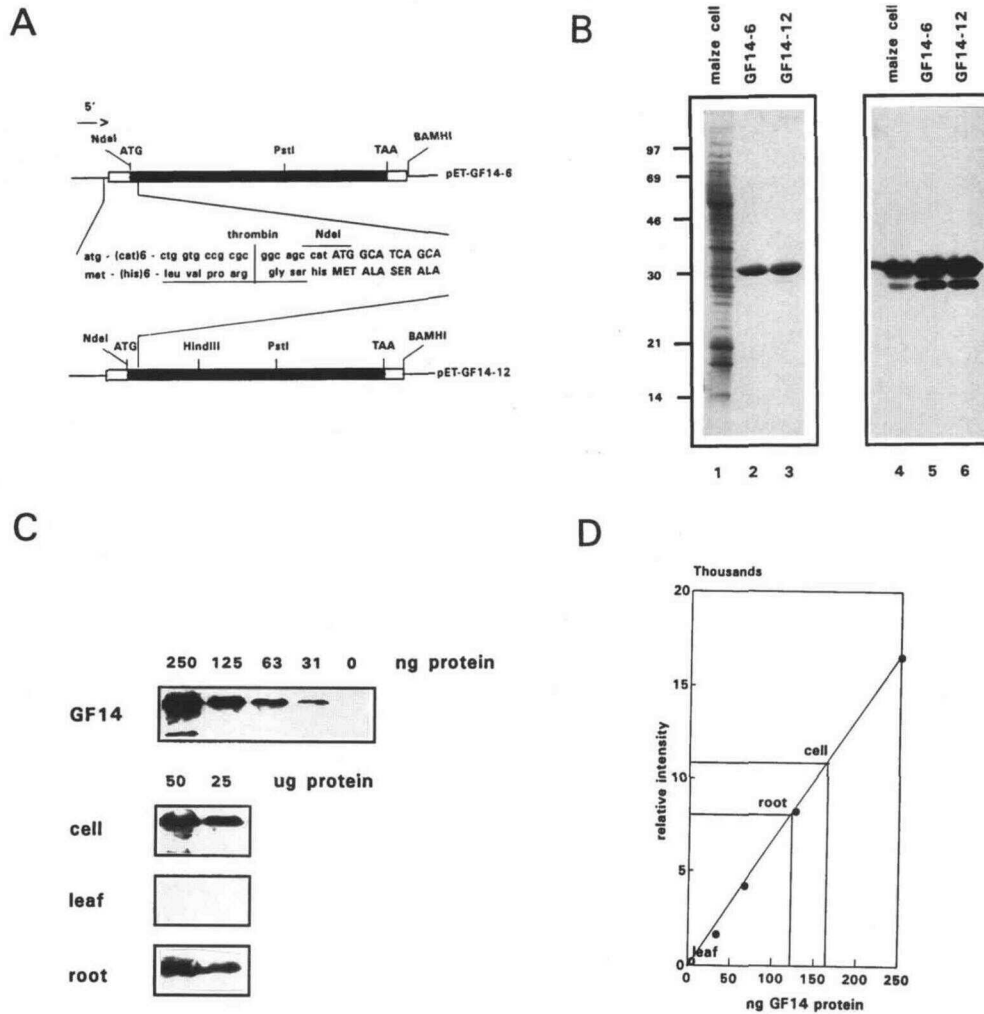 A
5'
NdeI
ATG
PstI
TAA
BAMHI
pET-GF14-6
thrombin NdeI
atg - (cat)6 - ctg gtg ccg cgc ggc agc cat ATG GCA TCA GCA
met - (his)6 - leu val pro arg gly ser his MET ALA SER ALA
NdeI
ATG
HindIII
PstI
TAA
BAMHI
pET-GF14-12
B
maize cell
GF14-6
GF14-12
maize cell
GF14-6
GF14-12
97
69
46
30
21
14
1 2 3 4 5 6
C
250 125 63 31 0 ng protein
GF14
50 25 ug protein
cell
leaf
root
D
Thousands
20
15
10
5
0
relative intensity
cell
root
leaf
0 50 100 150 200 250
ng GF14 protein